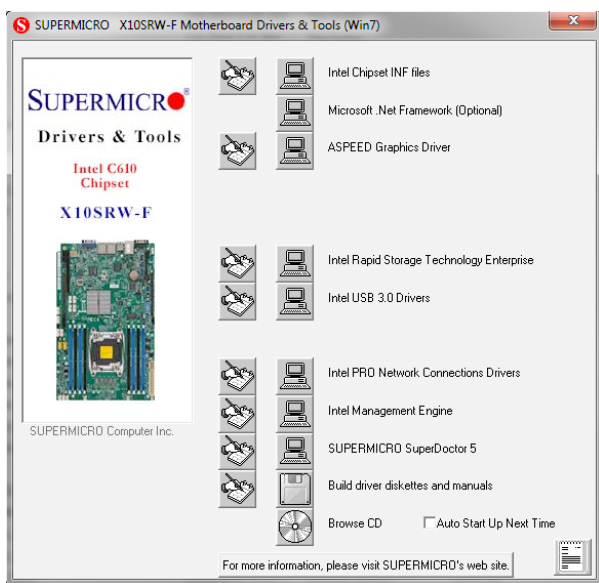 SUPERMICRO X10SRW-F Motherboard Drivers & Tools (Win7)
SUPERMICRO®
Drivers & Tools
Intel C610
Chipset
X10SRW-F
SUPERMICRO Computer Inc.
Intel Chipset INF files
Microsoft .Net Framework (Optional)
ASPEED Graphics Driver
Intel Rapid Storage Technology Enterprise
Intel USB 3.0 Drivers
Intel PRO Network Connections Drivers
Intel Management Engine
SUPERMICRO SuperDoctor 5
Build driver diskettes and manuals
Browse CD Auto Start Up Next Time
For more information, please visit SUPERMICRO's web site.